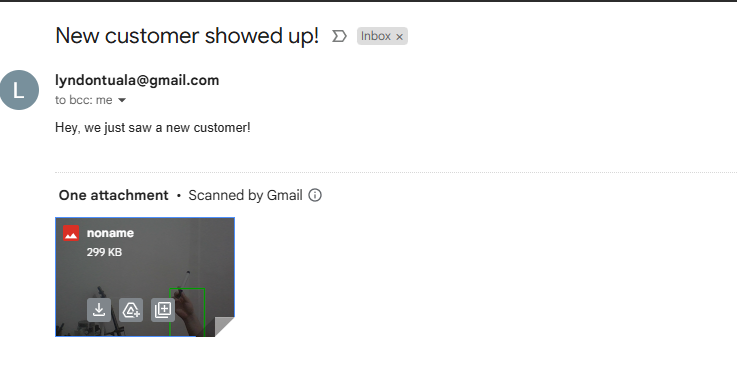 New customer showed up! Inbox ×
L
lyndontuala@gmail.com
to bcc: me
Hey, we just saw a new customer!
One attachment • Scanned by Gmail
noname
299 KB